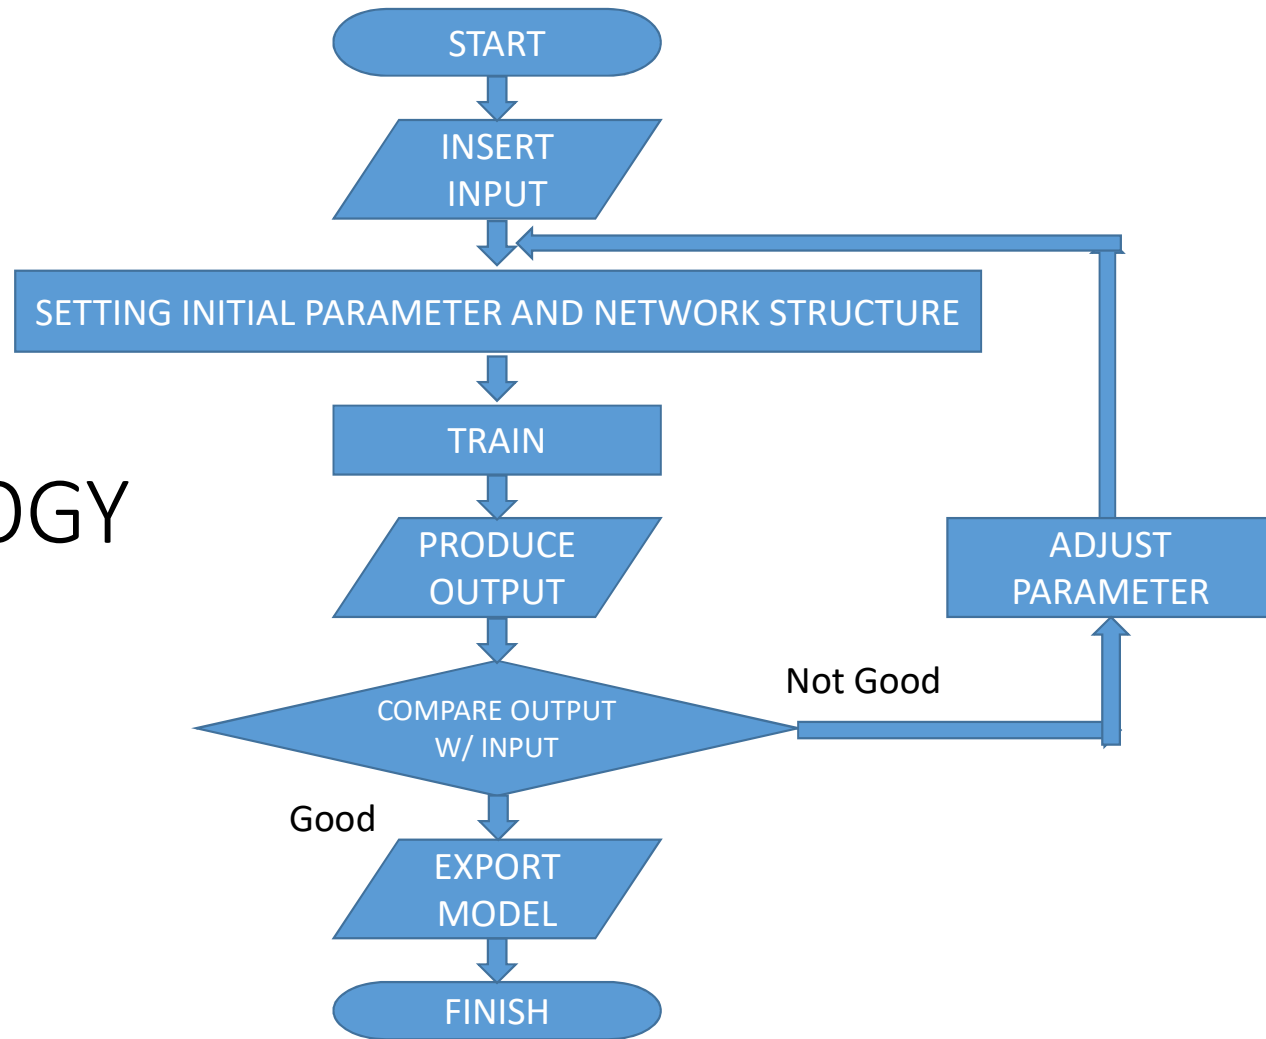 START
INSERT
INPUT
SETTING INITIAL PARAMETER AND NETWORK STRUCTURE
TRAIN
OGY
PRODUCE
OUTPUT
ADJUST
PARAMETER
Not Good
COMPARE OUTPUT
W/ INPUT
Good
EXPORT
MODEL
FINISH